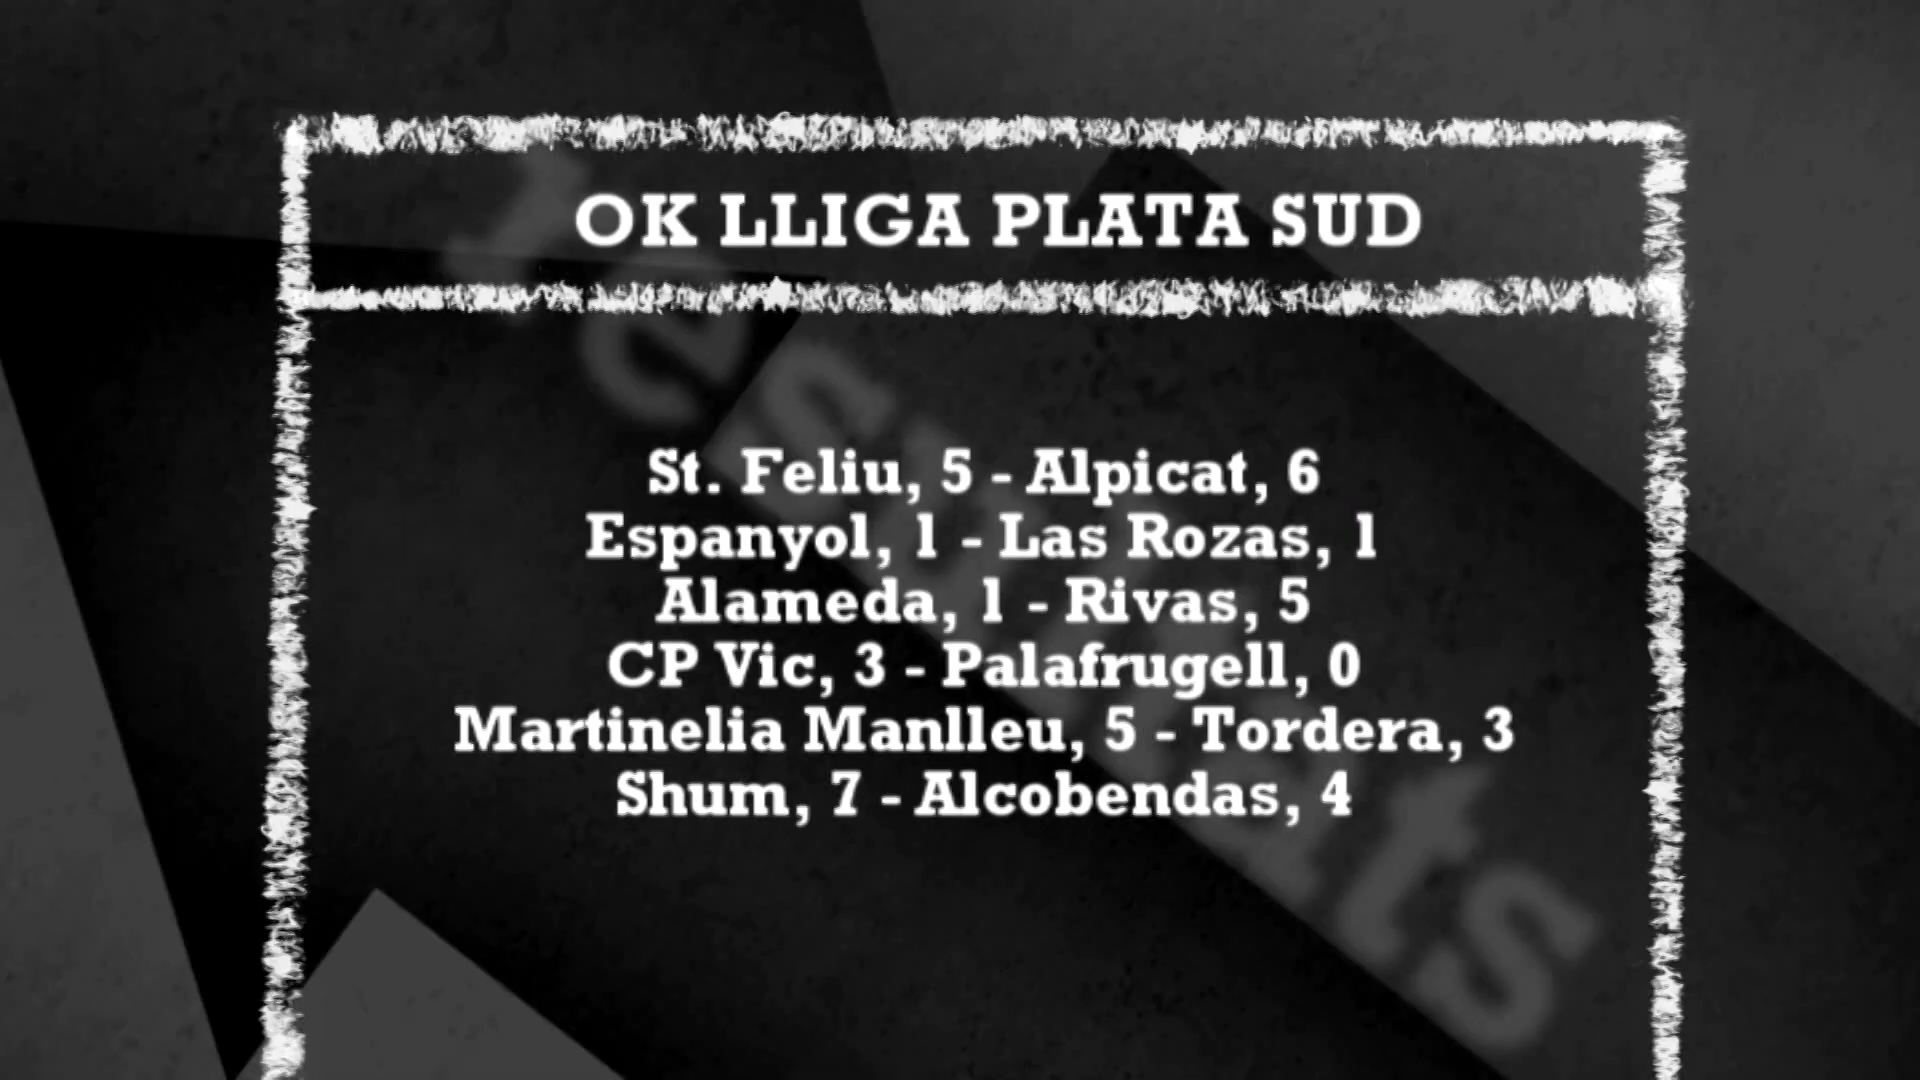 OK LLIGA PLATA SUD
St. Feliu, 5 - Alpicat, 6
Espanyol, 1 - Las Rozas, 1
Alameda, 1 - Rivas, 5
CP Vic, 3 - Palafrugell, 0
Martinelia Manlleu, 5 - Tordera, 3
Shum, 7 - Alcobendas, 4
resultats